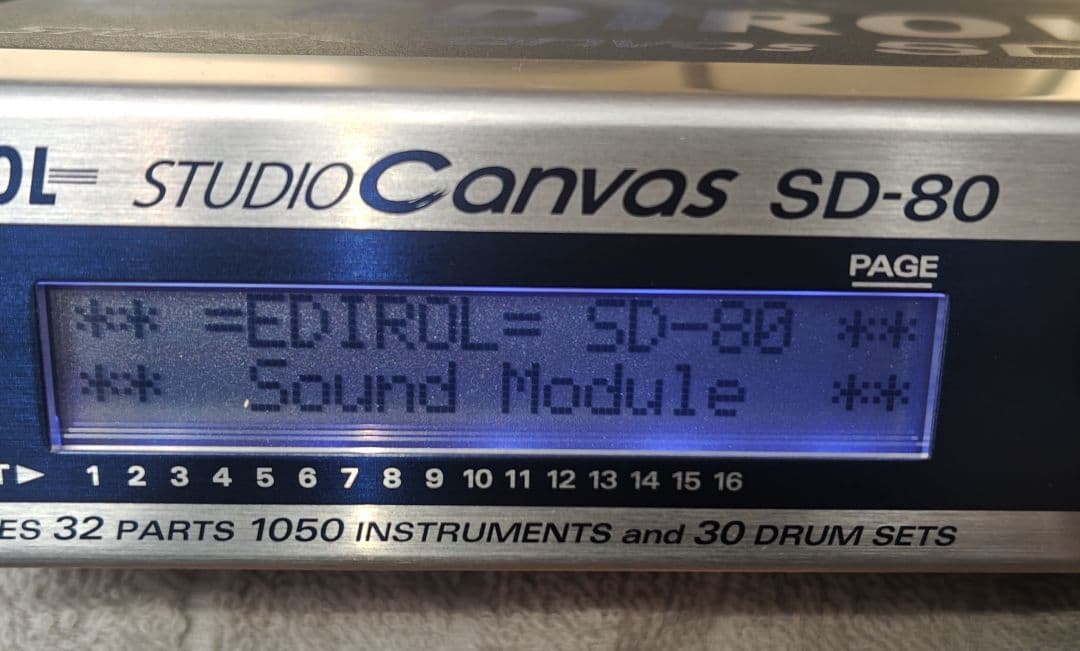 STUDIO Canvas SD-80
PAGE
** =EDIROL= SD-80 **
** Sound Module **
1 2 3 4 5 6 7 8 9 10 11 12 13 14 15 16
32 PARTS 1050 INSTRUMENTS and 30 DRUM SETS